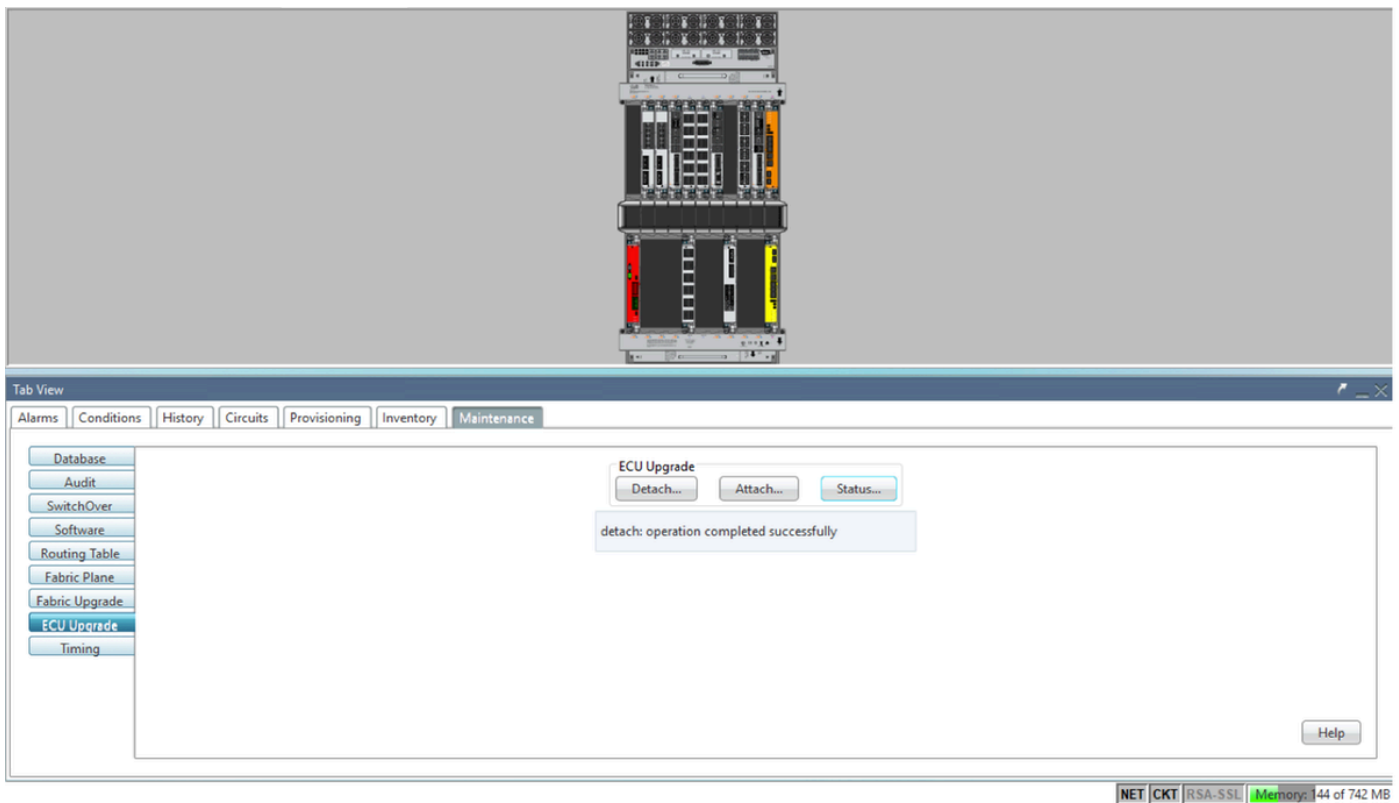 Tab View
Alarms Conditions History Circuits Provisioning Inventory Maintenance
Database
Audit
SwitchOver
Software
Routing Table
Fabric Plane
Fabric Upgrade
ECU Upgrade
Timing
ECU Upgrade
Detach... Attach... Status...
detach: operation completed successfully
Help
NET CKT RSA-SSL Memory: 144 of 742 MB